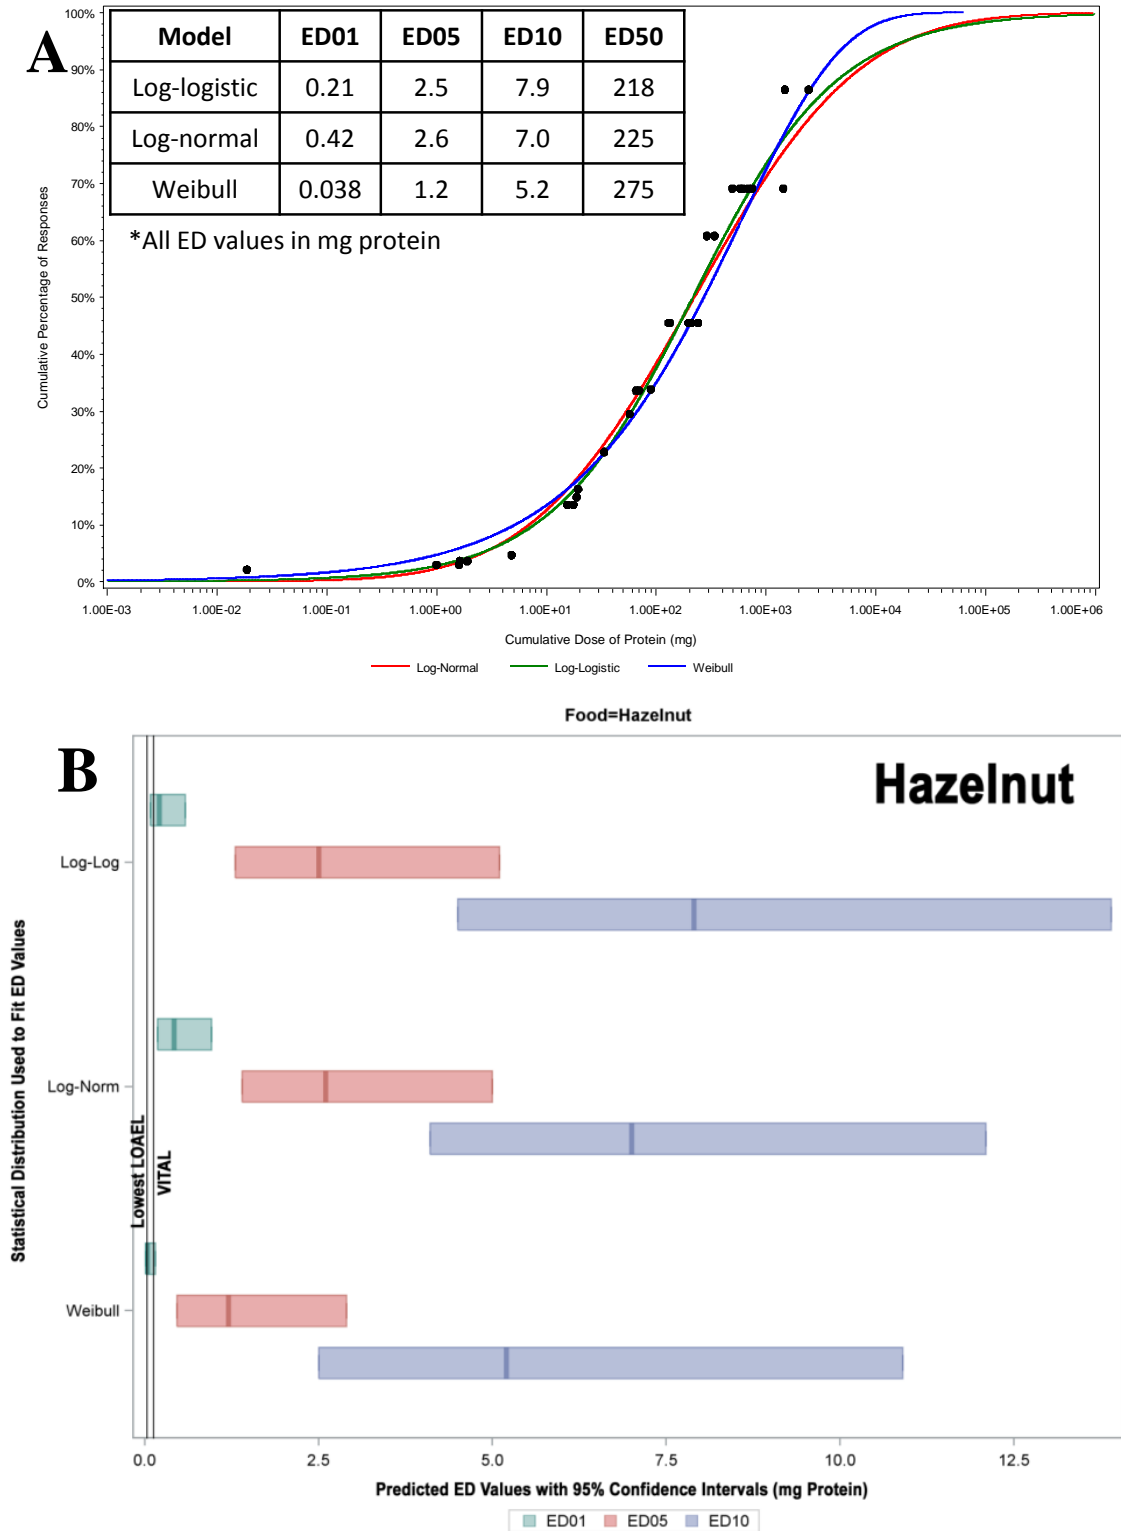 A
Model ED01 ED05 ED10 ED50
Log-logistic 0.21 2.5 7.9 218
Log-normal 0.42 2.6 7.0 225
Weibull 0.038 1.2 5.2 275
*All ED values in mg protein
Cumulative Percentage of Responses
100%
90%
80%
70%
60%
50%
40%
30%
20%
10%
0%
1.00E-03 1.00E-02 1.00E-01 1.00E+00 1.00E+01 1.00E+02 1.00E+03 1.00E+04 1.00E+05 1.00E+06
Cumulative Dose of Protein (mg)
Log-Normal Log-Logistic Weibull
Food=Hazelnut
B
Hazelnut
Statistical Distribution Used to Fit ED Values
Log-Log
Log-Norm
Weibull
Lowest LOAEL
VITAL
0.0 2.5 5.0 7.5 10.0 12.5
Predicted ED Values with 95% Confidence Intervals (mg Protein)
ED01 ED05 ED10